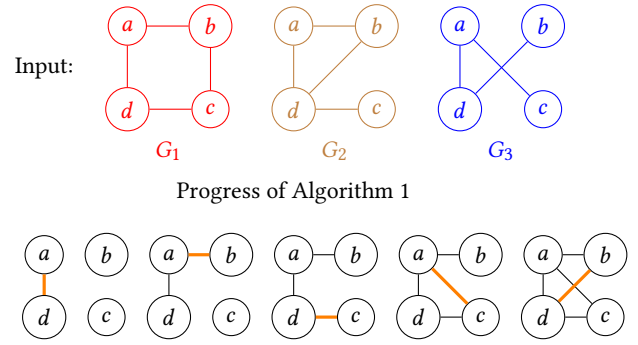 a b a b a b
Input:
d c d c d c
G₁ G₂ G₃
Progress of Algorithm 1
a b a b a b a b a b
d c d c d c d c d c